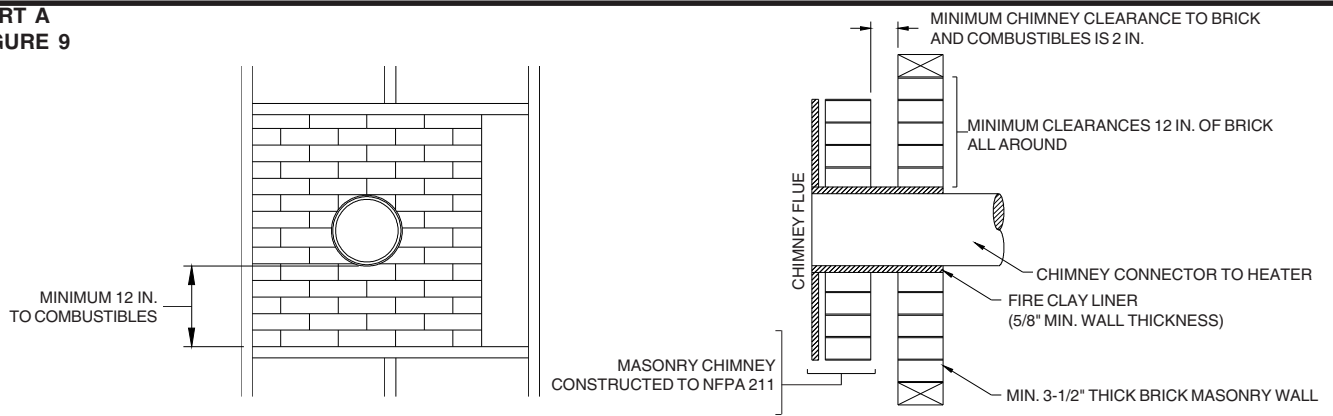 RT A
GURE 9
MINIMUM 12 IN.
TO COMBUSTIBLES
MINIMUM CHIMNEY CLEARANCE TO BRICK
AND COMBUSTIBLES IS 2 IN.
MINIMUM CLEARANCES 12 IN. OF BRICK
ALL AROUND
CHIMNEY FLUE
CHIMNEY CONNECTOR TO HEATER
FIRE CLAY LINER
(5/8" MIN. WALL THICKNESS)
MASONRY CHIMNEY
CONSTRUCTED TO NFPA 211
MIN. 3-1/2" THICK BRICK MASONRY WALL